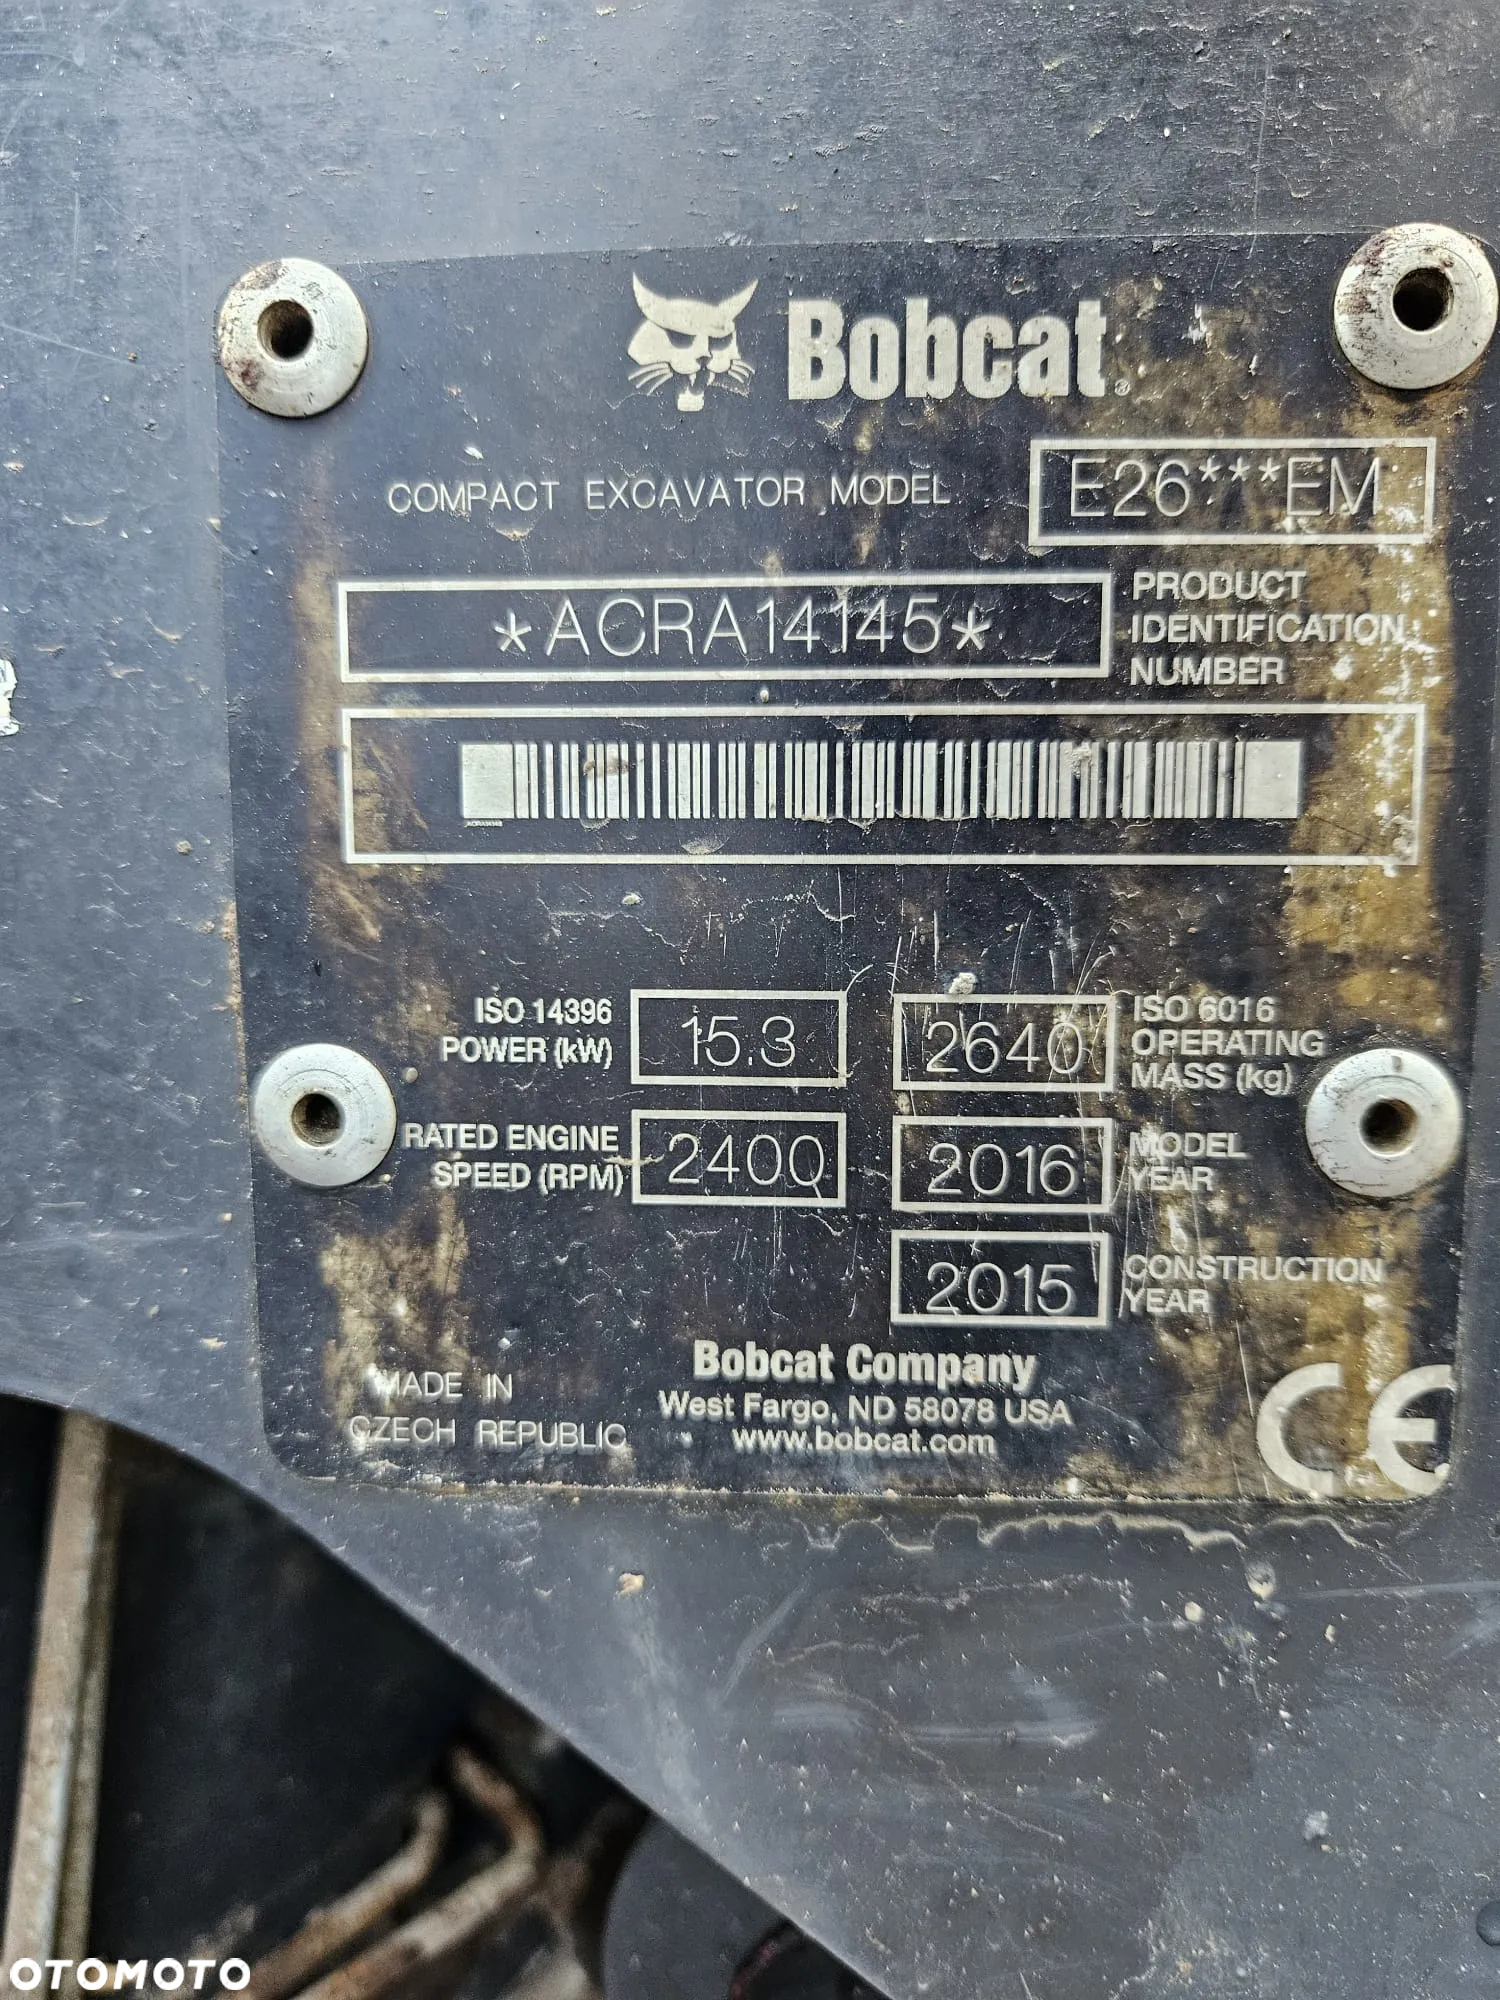 Bobcat®
COMPACT EXCAVATOR MODEL E26***EM
*ACRA14145* PRODUCT
IDENTIFICATION
NUMBER
ISO 14396
POWER (kW) 15.3
2640 ISO 6016
OPERATING
MASS (kg)
RATED ENGINE
SPEED (RPM) 2400
2016 MODEL
YEAR
2015 CONSTRUCTION
YEAR
Bobcat Company
West Fargo, ND 58078 USA
www.bobcat.com
MADE IN
CZECH REPUBLIC
CE
OTOMOTO